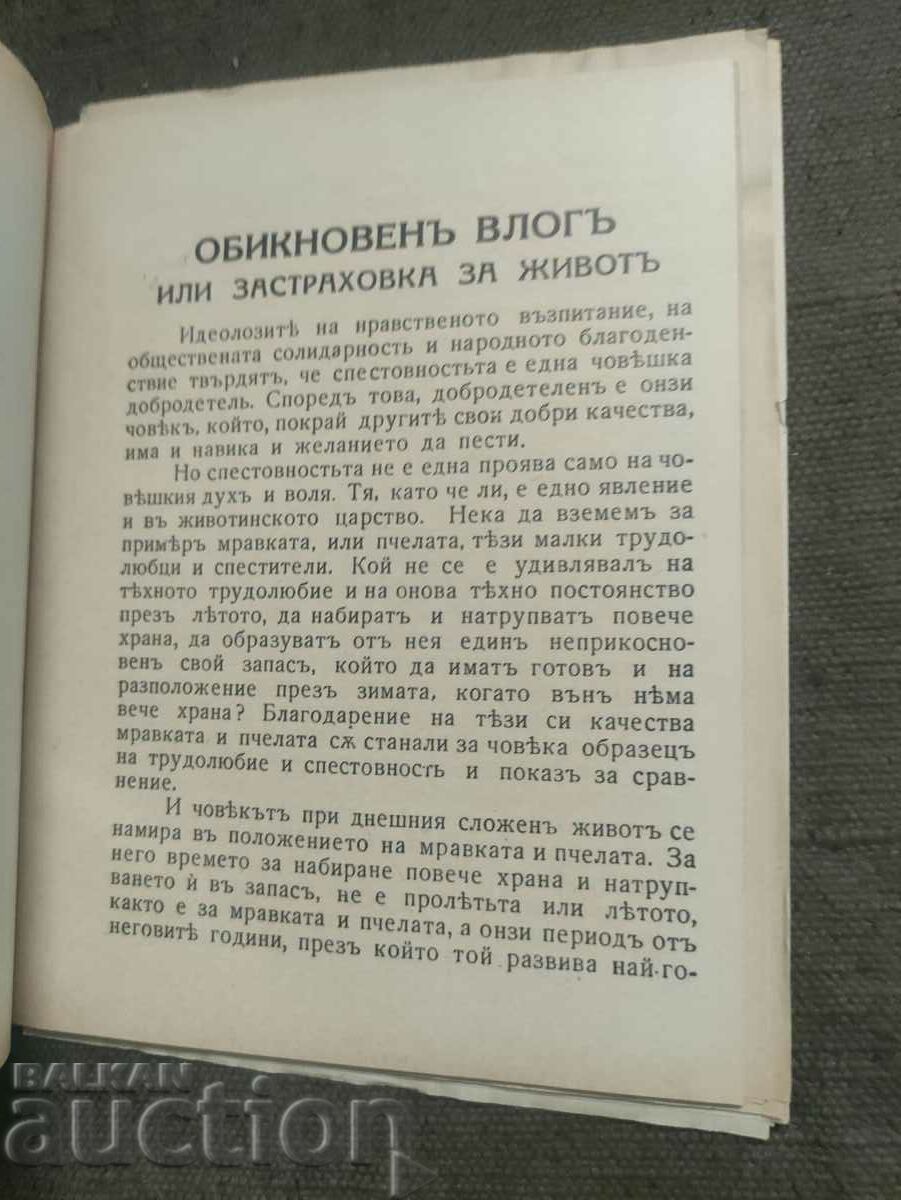 ОБИКНОВЕНЪ ВЛОГЪ
ИЛИ ЗАСТРАХОВКА ЗА ЖИВОТЪ
Идеолозитѣ на нравственото възпитание, на
обществената солидарность и народното благоден-
ствие твърдятъ, че спестовностьта е една човѣшка
добродетель. Споредъ това, добродетеленъ е онзи
човѣкъ, който, покрай другитѣ свои добри качества,
има и навика и желанието да пести.
Но спестовностьта не е една проява само на чо-
вѣшкия духъ и воля. Тя, като че ли, е едно явление
и въ животинското царство. Нека да вземемъ за
примѣръ мравката, или пчелата, тѣзи малки трудо-
любци и спестители. Кой не се е удивлявалъ на
тѣхното трудолюбие и на онова тѣхно постоянство
презъ лѣтото, да набиратъ и натрупватъ повече
храна, да образуватъ отъ нея единъ неприкосно-
венъ свой запасъ, който да иматъ готовъ и на
разположение презъ зимата, когато вънъ нѣма
вече храна? Благодарение на тѣзи си качества
мравката и пчелата сѫ станали за човѣка образецъ
на трудолюбие и спестовность и показъ за срав-
нение.
И човѣкътъ при днешния сложенъ животъ се
намира въ положението на мравката и пчелата. За
него времето за набиране повече храна и натруп-
ването ѝ въ запасъ, не е пролѣтьта или лѣтото,
както е за мравката и пчелата, а онзи периодъ отъ
неговитѣ години, презъ който той развива най-го-
BALKAN
auction